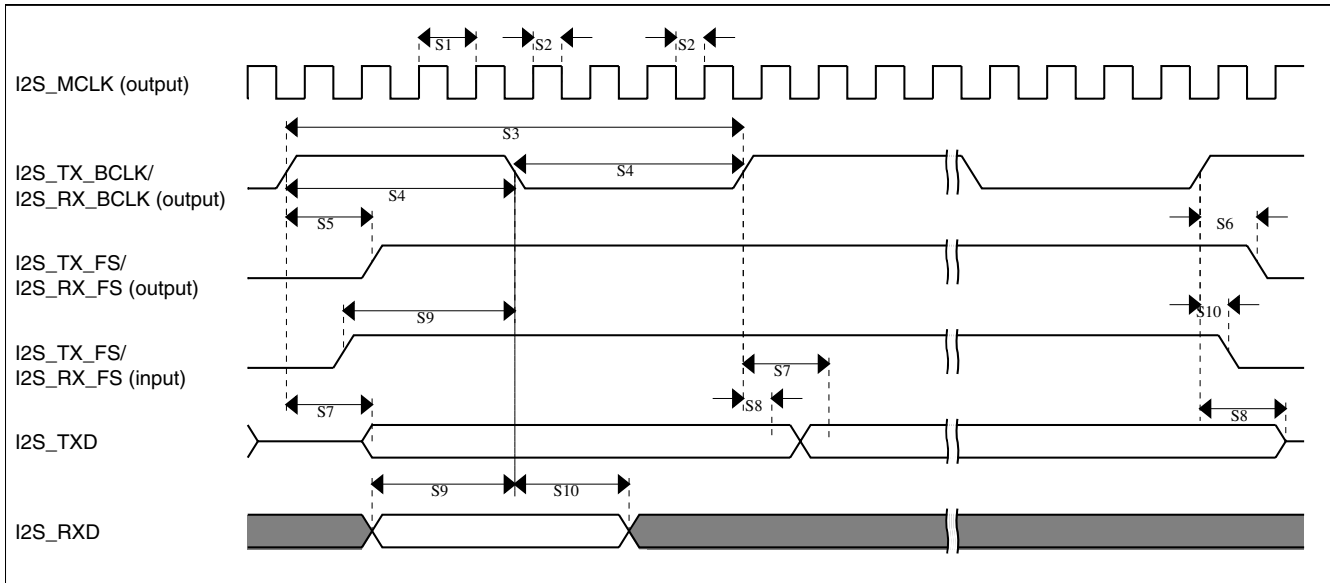 S1
S2
S2
I2S_MCLK (output)
S3
I2S_TX_BCLK/
I2S_RX_BCLK (output)
S4
S4
S5
S6
I2S_TX_FS/
I2S_RX_FS (output)
S9
S10
I2S_TX_FS/
I2S_RX_FS (input)
S7
S7
S8
S8
I2S_TXD
S9
S10
I2S_RXD